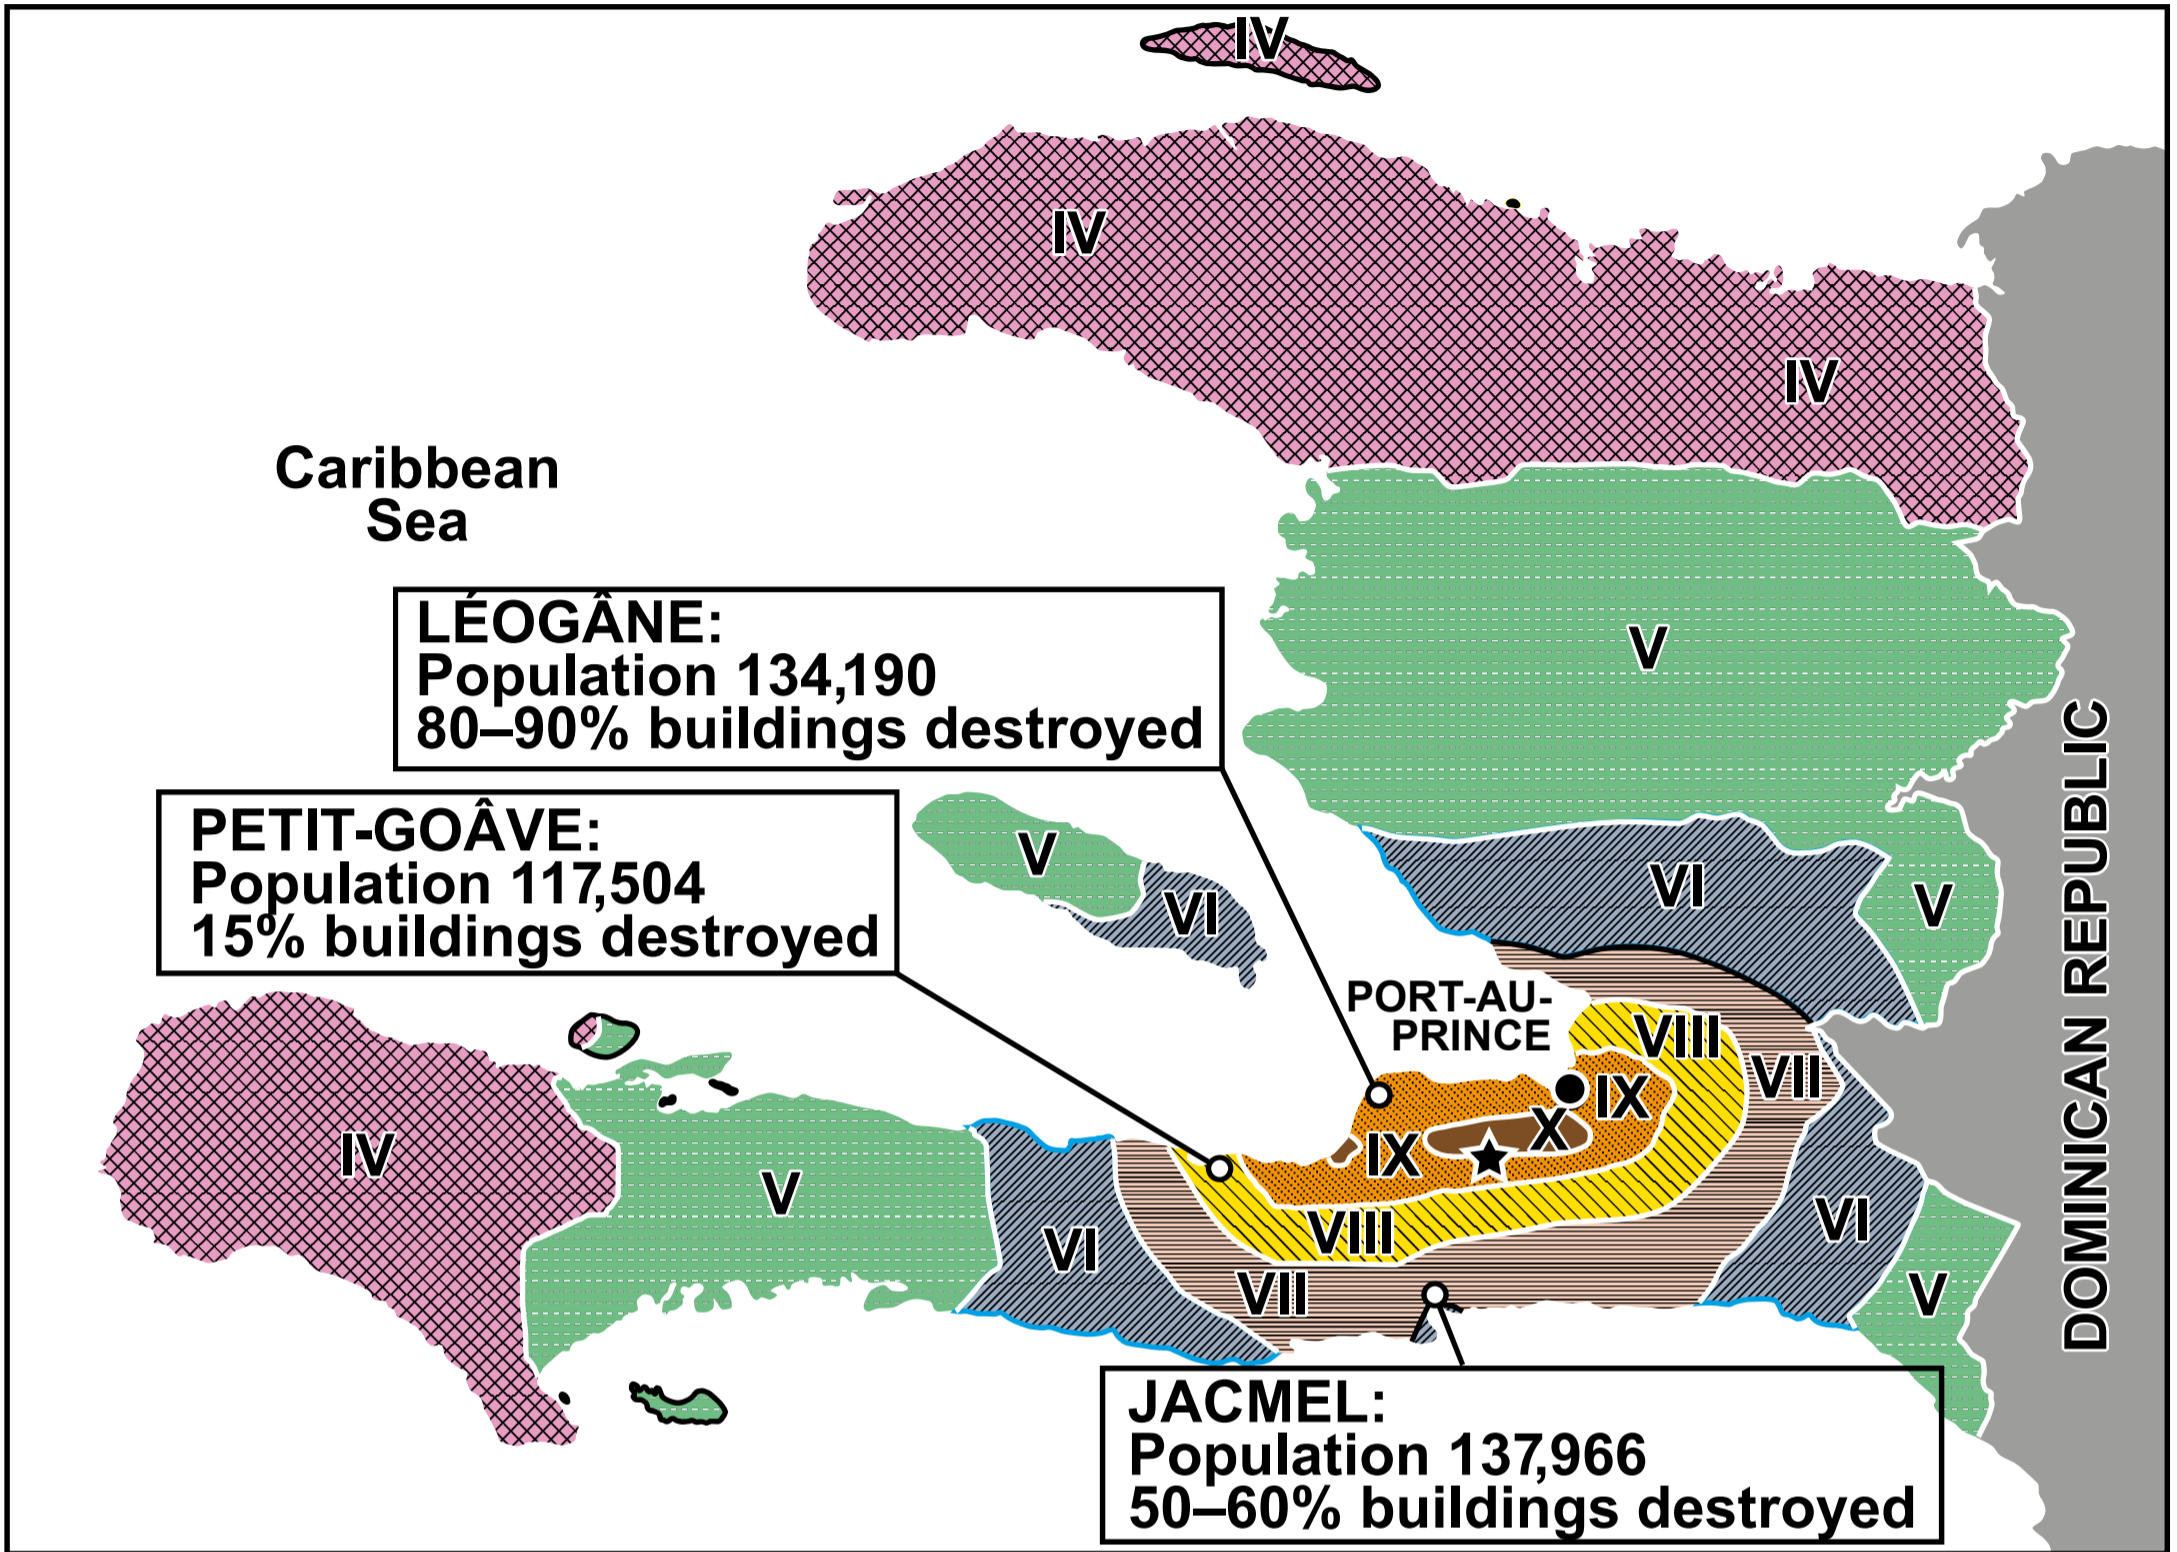 IV
IV
IV
Caribbean
Sea
LÉOGÂNE:
Population 134,190
80–90% buildings destroyed
V
DOMINICAN REPUBLIC
PETIT-GOÂVE:
Population 117,504
15% buildings destroyed
V
VI
VI
V
PORT-AU-
PRINCE
VIII
VII
IX
X
IX
IV
V
VI
VIII
VI
VII
V
JACMEL:
Population 137,966
50–60% buildings destroyed